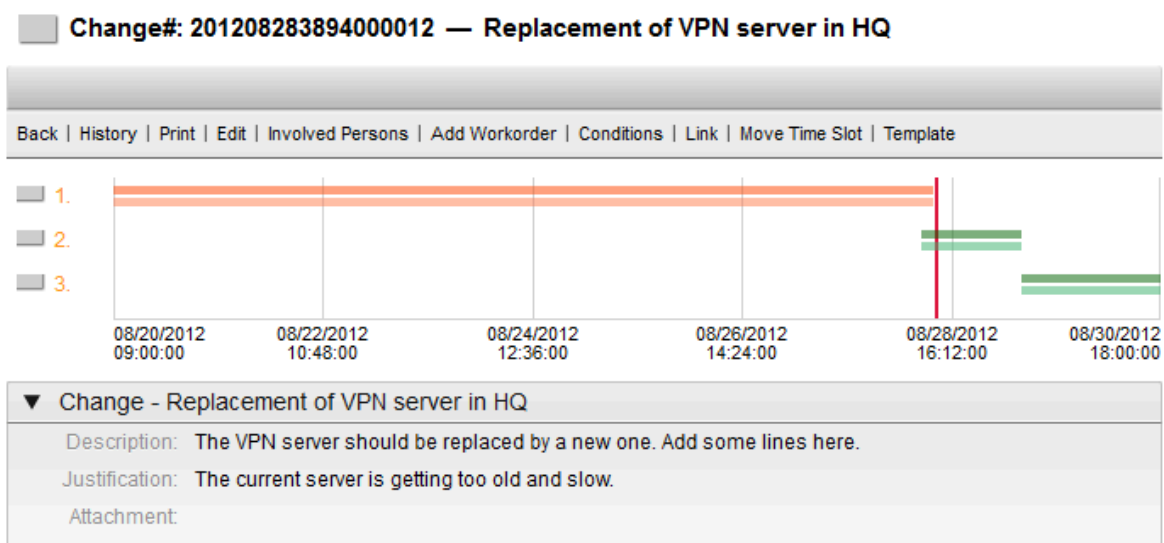 Change#: 201208283894000012 — Replacement of VPN server in HQ
Back | History | Print | Edit | Involved Persons | Add Workorder | Conditions | Link | Move Time Slot | Template
1.
2.
3.
08/20/2012 08/22/2012 08/24/2012 08/26/2012 08/28/2012 08/30/2012
09:00:00 10:48:00 12:36:00 14:24:00 16:12:00 18:00:00
▼ Change - Replacement of VPN server in HQ
Description: The VPN server should be replaced by a new one. Add some lines here.
Justification: The current server is getting too old and slow.
Attachment: